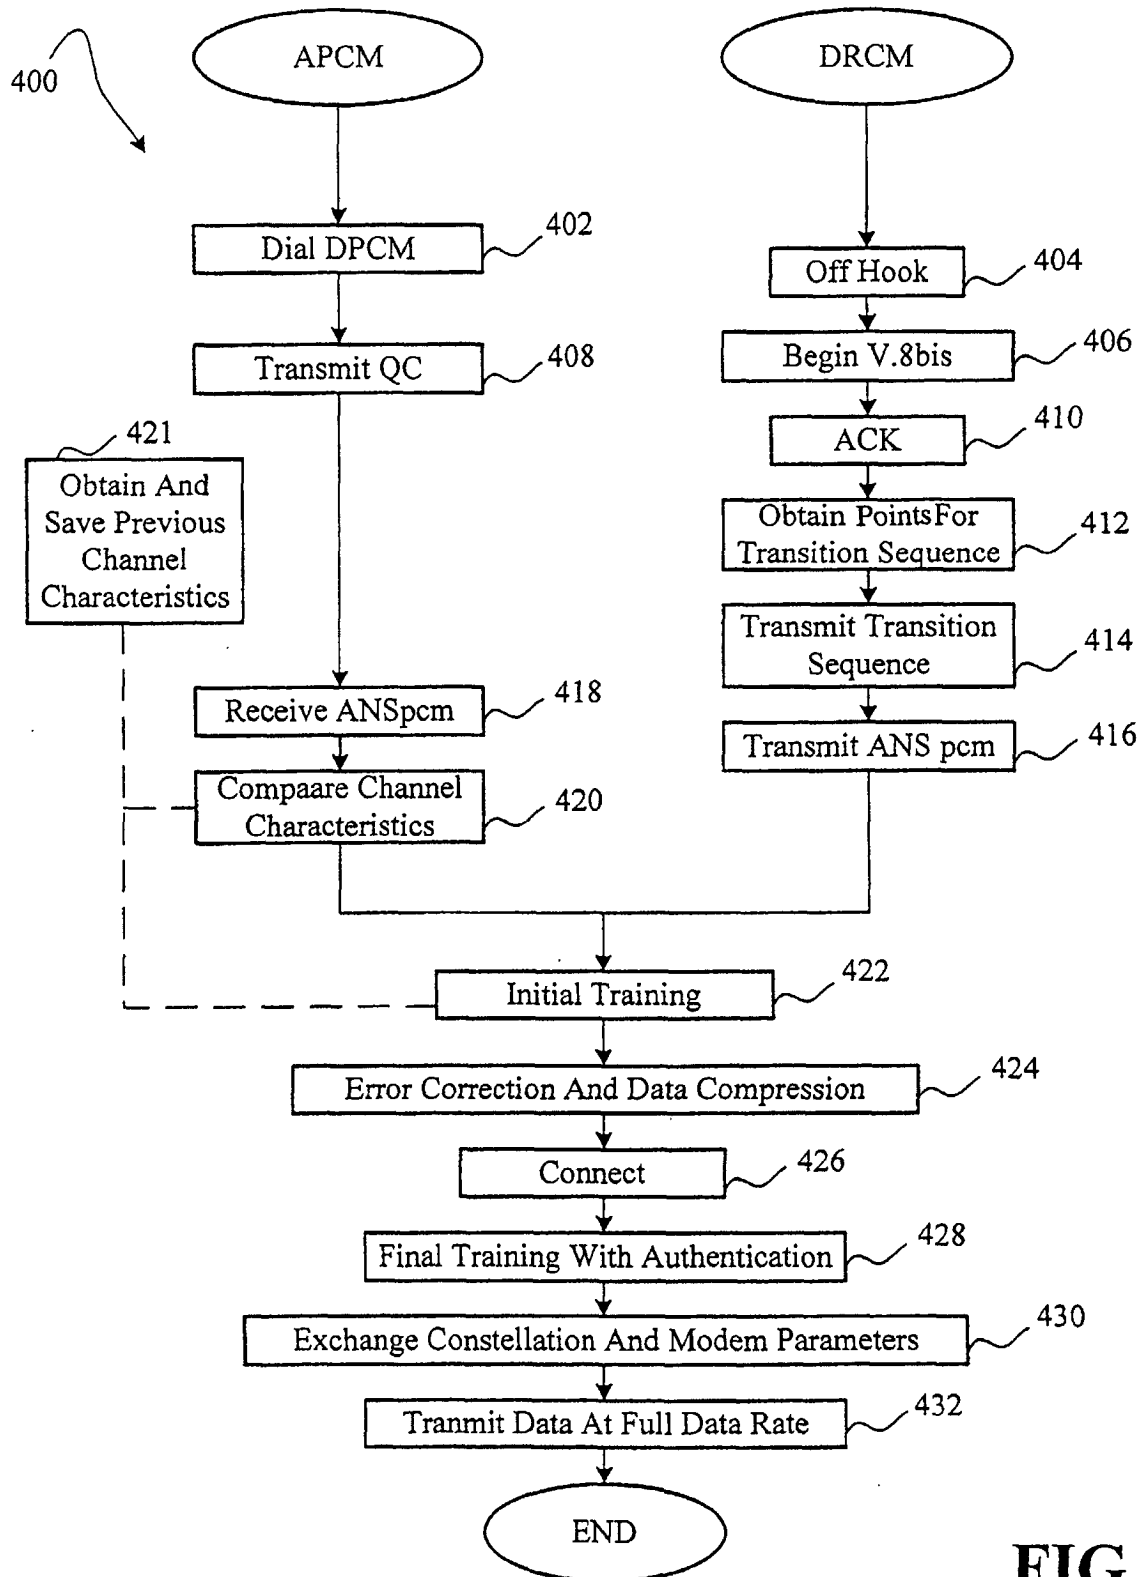 400
APCM
DRCM
Dial DPCM
402
Off Hook
404
Transmit QC
408
Begin V.8bis
406
ACK
410
421
Obtain And
Save Previous
Channel
Characteristics
Obtain Points For
Transition Sequence
412
Transmit Transition
Sequence
414
Receive ANSpcm
418
Transmit ANS pcm
416
Compaare Channel
Characteristics
420
Initial Training
422
Error Correction And Data Compression
424
Connect
426
Final Training With Authentication
428
Exchange Constellation And Modem Parameters
430
Tranmit Data At Full Data Rate
432
END
FIG